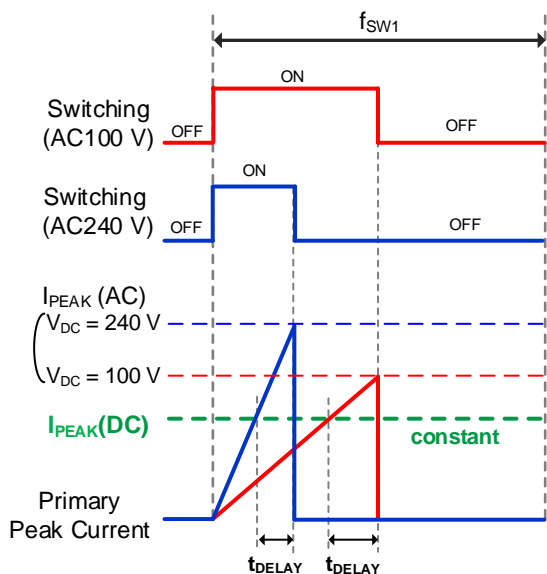 fSW1
ON
Switching
(AC100 V)
OFF
OFF
ON
Switching
(AC240 V)
OFF
OFF
IPEAK (AC)
VDC = 240 V
VDC = 100 V
IPEAK(DC)
constant
Primary
Peak Current
tDELAY
tDELAY